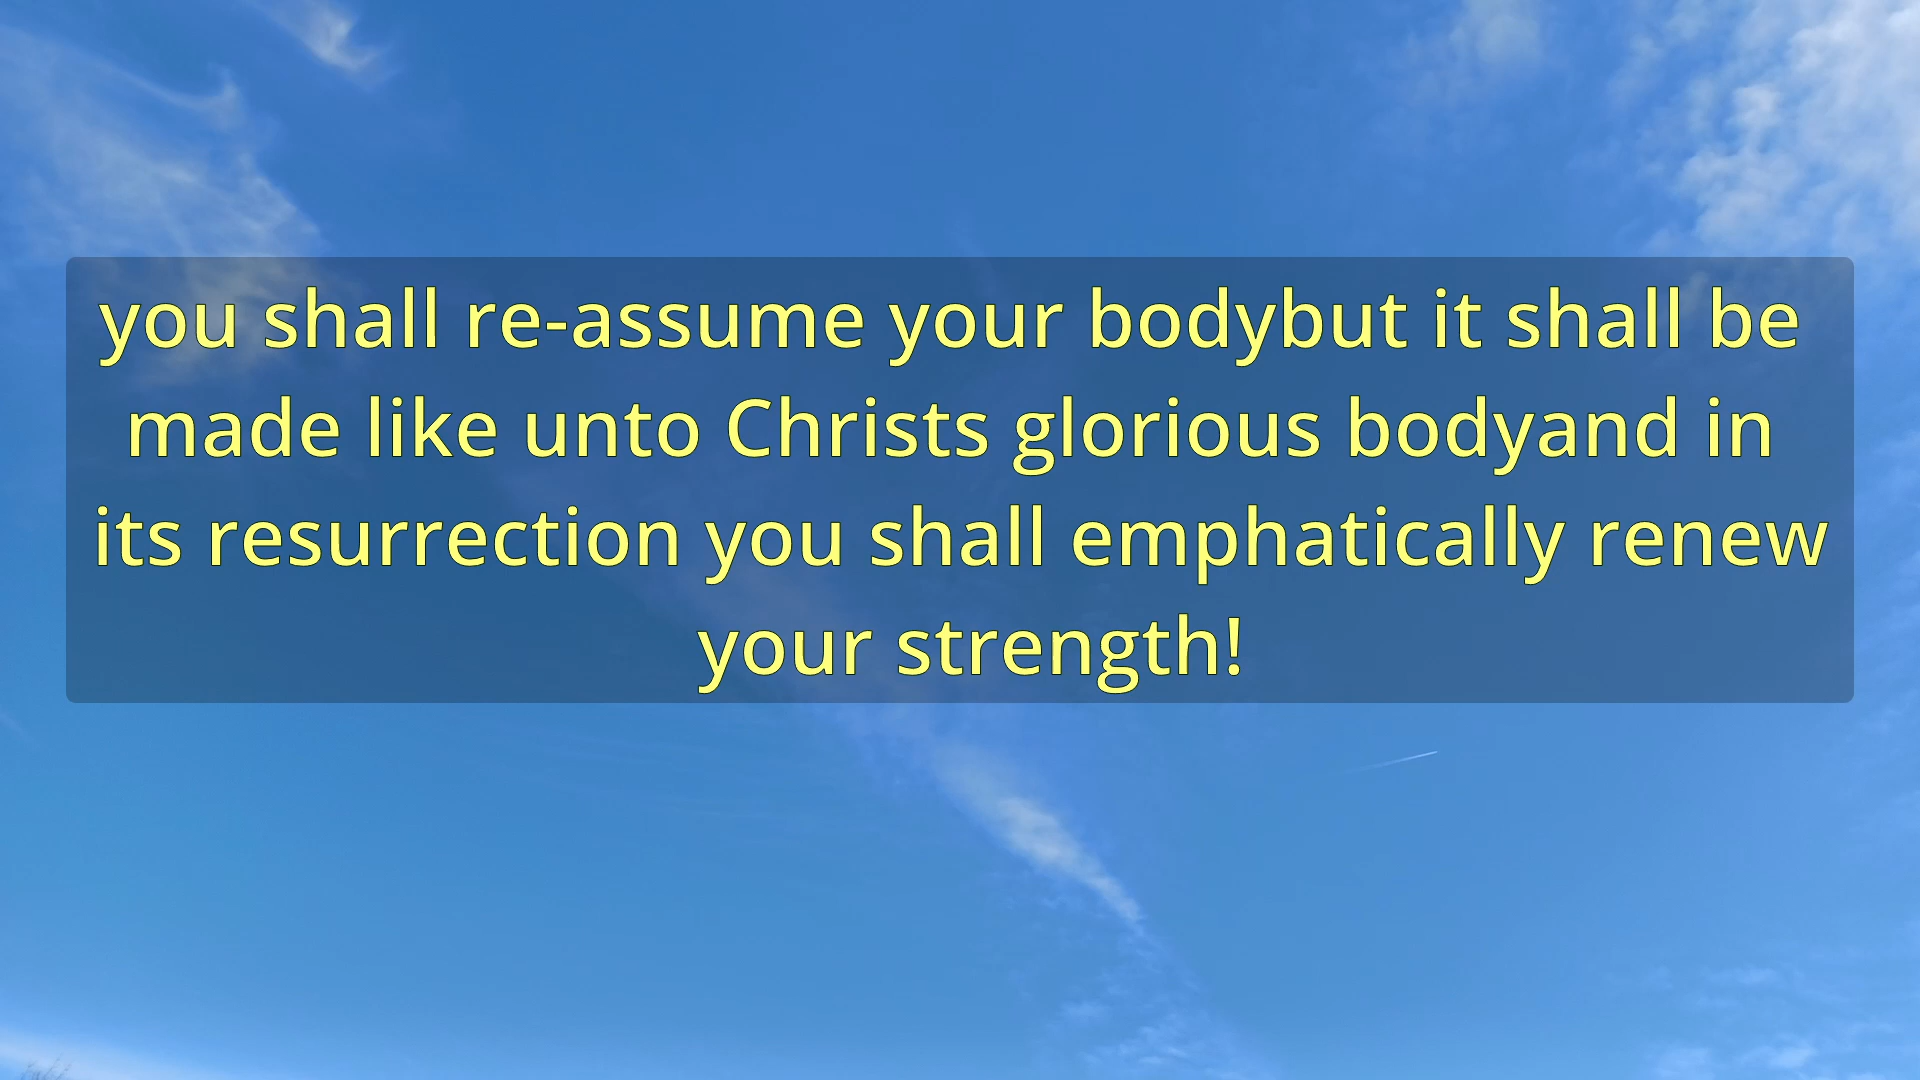 you shall re-assume your bodybut it shall be
made like unto Christs glorious bodyand in
its resurrection you shall emphatically renew
your strength!